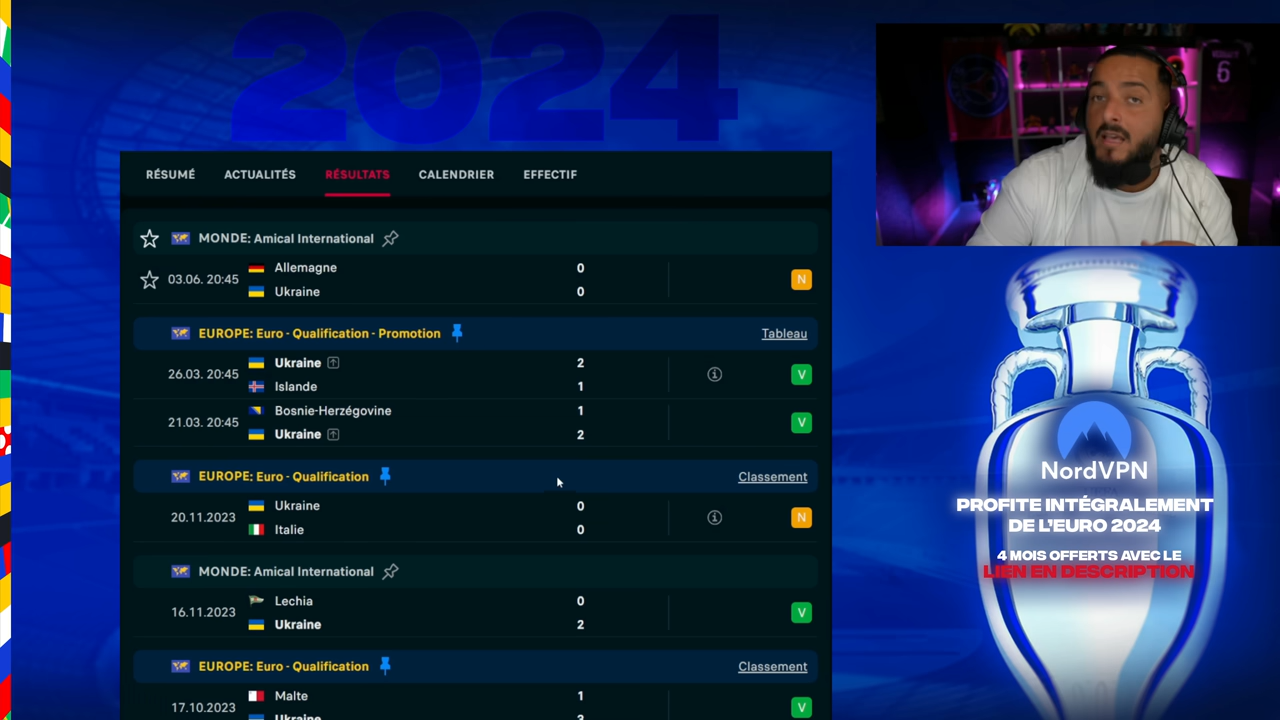 2024
6
RÉSUMÉ ACTUALITÉS RÉSULTATS CALENDRIER EFFECTIF
MONDE: Amical International
03.06. 20:45
Allemagne 0
Ukraine 0
N
EUROPE: Euro - Qualification - Promotion Tableau
26.03. 20:45
Ukraine 2
Islande 1
V
21.03. 20:45
Bosnie-Herzégovine 1
Ukraine 2
V
EUROPE: Euro - Qualification Classement
20.11.2023
Ukraine 0
Italie 0
N
MONDE: Amical International
16.11.2023
Lechia 0
Ukraine 2
V
EUROPE: Euro - Qualification Classement
17.10.2023
Malte 1
Ukraine 3
V
NordVPN
PROFITE INTÉGRALEMENT
DE L'EURO 2024
4 MOIS OFFERTS AVEC LE
LIEN EN DESCRIPTION